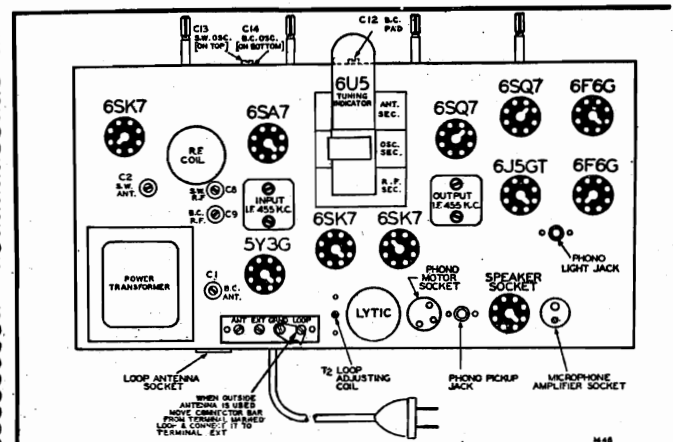 C13
S.W. OSC.
[ON TOP]
C14
B.C. OSC.
[ON BOTTOM]
C12 B.C.
PAD
6U5
TUNING
INDICATOR
ANT.
SEC.
OSC.
SEC.
R.F.
SEC.
6SK7
R.F.
COIL
6SA7
6SQ7
6SQ7
6F6G
C2
S.W.
ANT.
S.W.
R.F.
C8
B.C.
R.F.
C9
INPUT
I.F. 455 K.C.
OUTPUT
I.F. 455 K.C.
6J5GT
6F6G
6SK7
6SK7
5Y3G
POWER
TRANSFORMER
C1
B.C.
ANT.
PHONO
LIGHT JACK
PHONO
MOTOR
SOCKET
SPEAKER
SOCKET
LYTIC
ANT EXT GRND LOOP
LOOP ANTENNA
SOCKET
T2 LOOP
ADJUSTING
COIL
PHONO PICKUP
JACK
MICROPHONE
AMPLIFIER SOCKET
WHEN OUTSIDE
ANTENNA IS USED
MOVE CONNECTOR BAR
FROM TERMINAL MARKED
LOOP & CONNECT IT TO
TERMINAL EXT